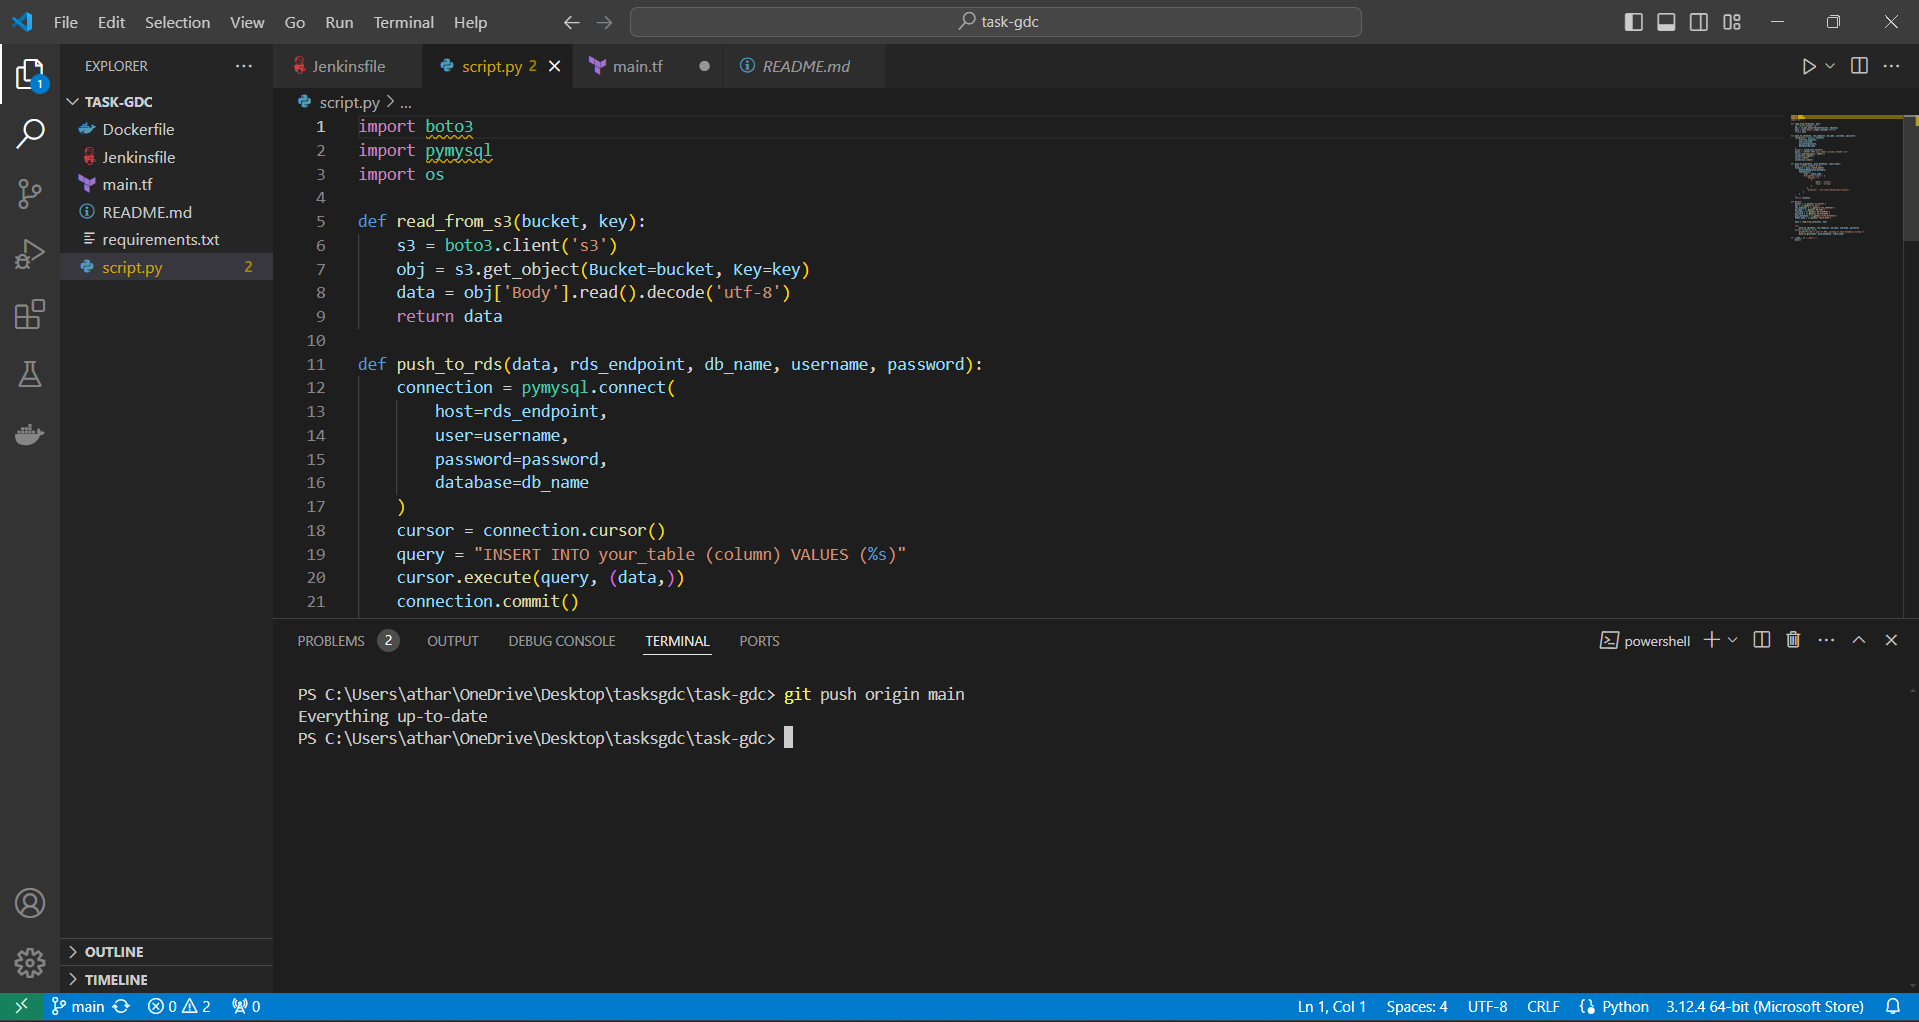 File Edit Selection View Go Run Terminal Help
task-gdc
EXPLORER
TASK-GDC
Dockerfile
Jenkinsfile
main.tf
README.md
requirements.txt
script.py 2
OUTLINE
TIMELINE
1
Jenkinsfile
script.py 2
main.tf
README.md
script.py > ...
1 import boto3
2 import pymysql
3 import os
4
5 def read_from_s3(bucket, key):
6     s3 = boto3.client('s3')
7     obj = s3.get_object(Bucket=bucket, Key=key)
8     data = obj['Body'].read().decode('utf-8')
9     return data
10
11 def push_to_rds(data, rds_endpoint, db_name, username, password):
12     connection = pymysql.connect(
13         host=rds_endpoint,
14         user=username,
15         password=password,
16         database=db_name
17     )
18     cursor = connection.cursor()
19     query = "INSERT INTO your_table (column) VALUES (%s)"
20     cursor.execute(query, (data,))
21     connection.commit()
PROBLEMS 2 OUTPUT DEBUG CONSOLE TERMINAL PORTS
powershell
PS C:\Users\athar\OneDrive\Desktop\tasksgdc\task-gdc> git push origin main
Everything up-to-date
PS C:\Users\athar\OneDrive\Desktop\tasksgdc\task-gdc>
main 0 2 0
Ln 1, Col 1 Spaces: 4 UTF-8 CRLF Python 3.12.4 64-bit (Microsoft Store)